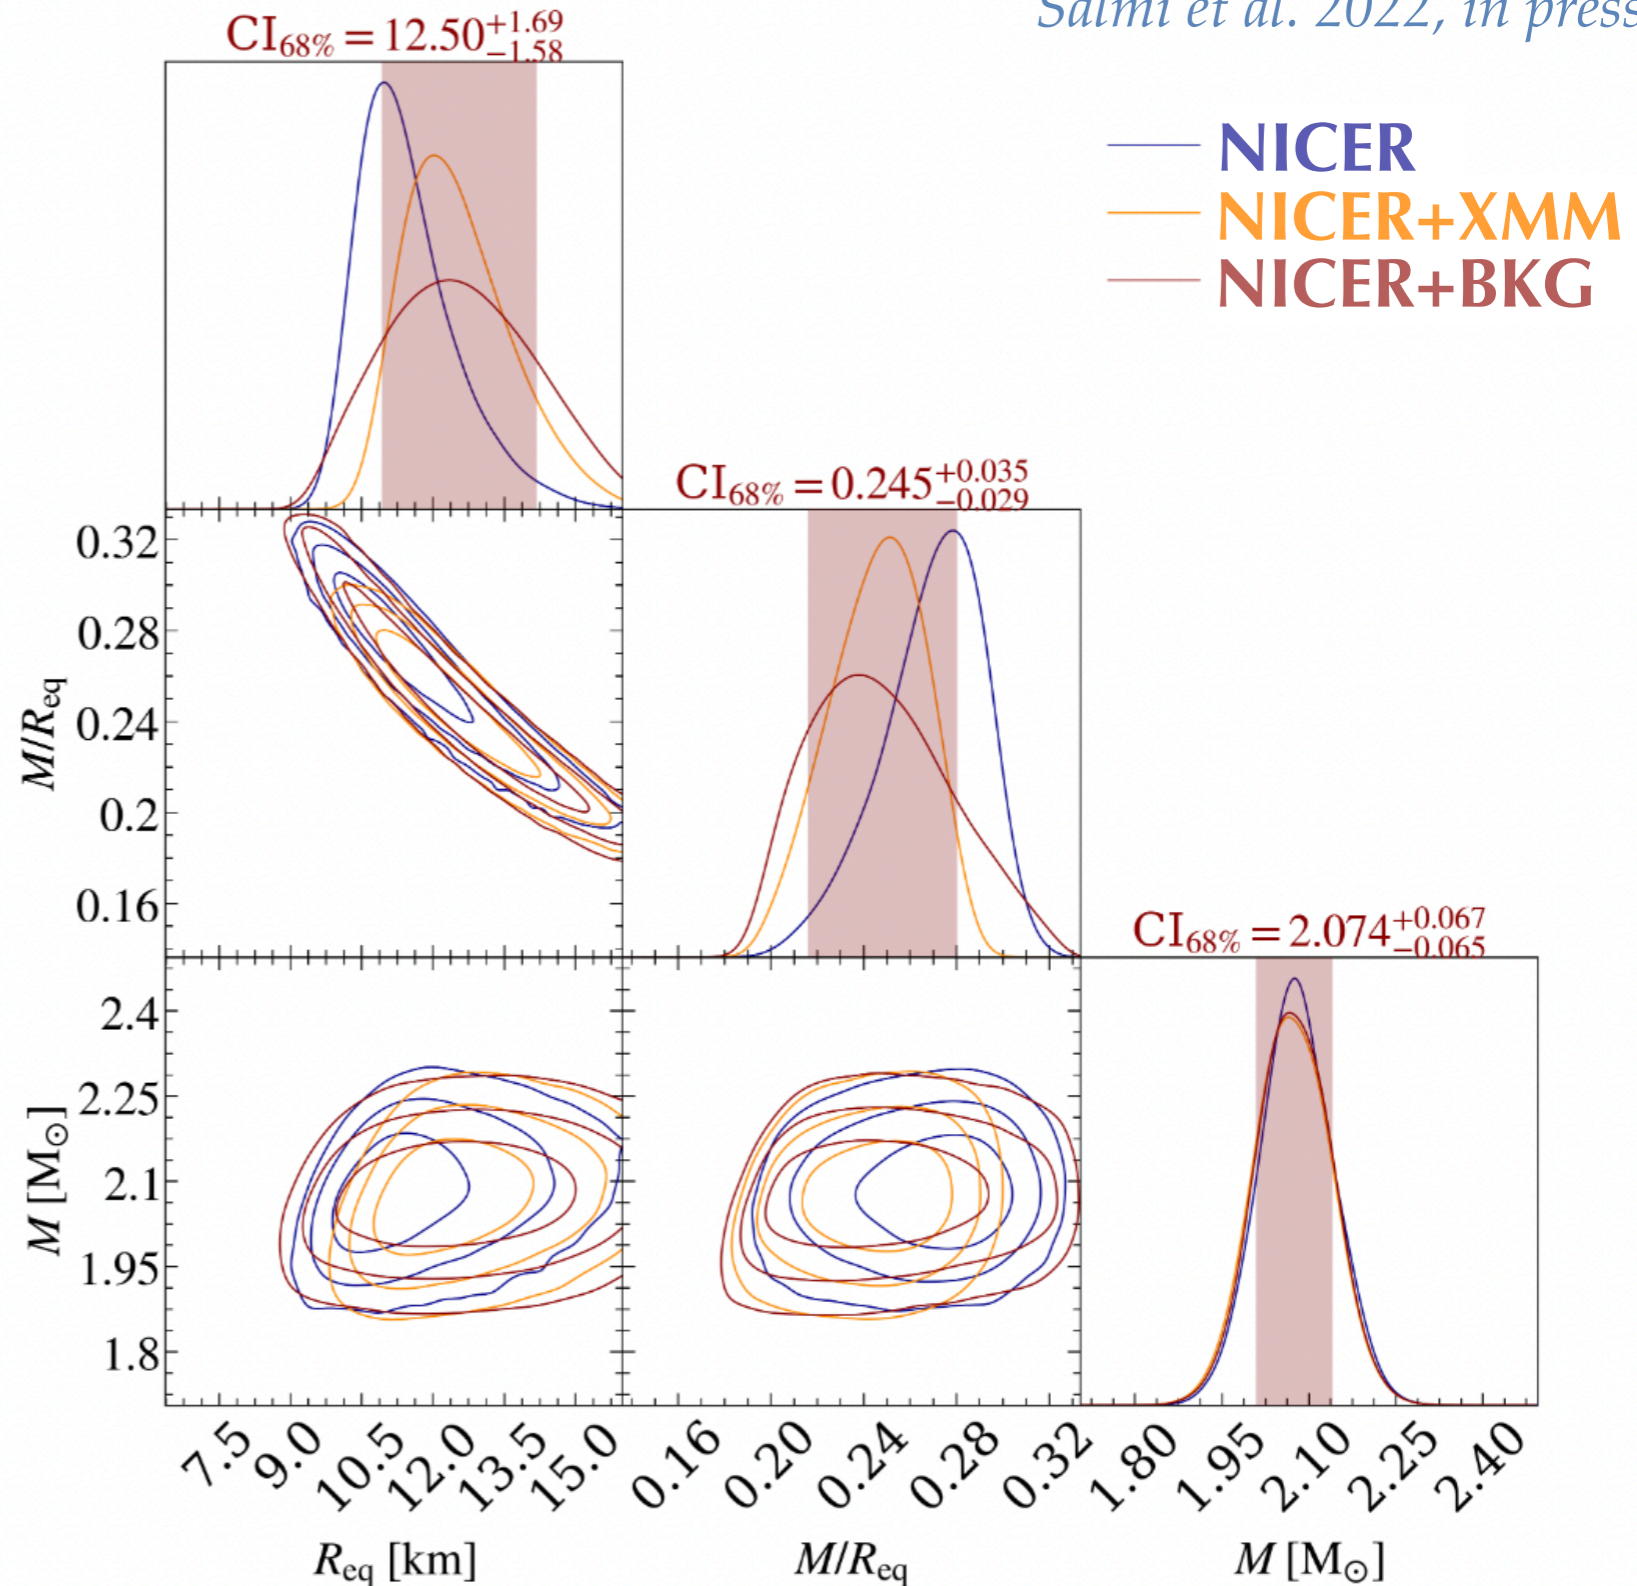 Salmi et al. 2022, in press
CI68% = 12.50+1.69−1.58
NICER
NICER+XMM
NICER+BKG
CI68% = 0.245+0.035−0.029
0.32
0.28
0.24
0.2
0.16
M/Req
CI68% = 2.074+0.067−0.065
2.4
2.25
2.1
1.95
1.8
M [M⊙]
7.5 9.0 10.5 12.0 13.5 15.0 0.16 0.20 0.24 0.28 0.32 1.80 1.95 2.10 2.25 2.40
Req [km] M/Req M [M⊙]